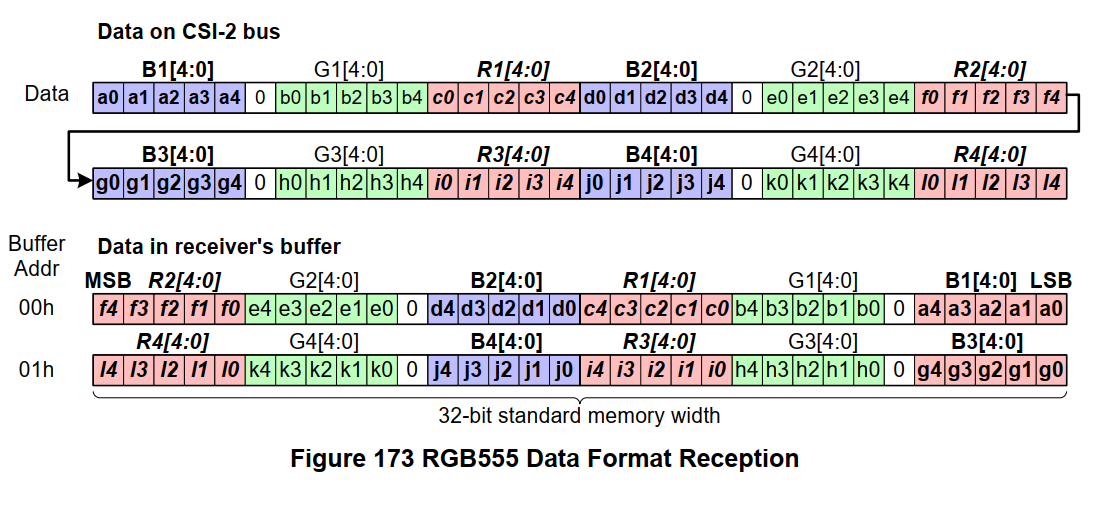 Data on CSI-2 bus
B1[4:0] G1[4:0] R1[4:0] B2[4:0] G2[4:0] R2[4:0]
Data a0 a1 a2 a3 a4 0 b0 b1 b2 b3 b4 c0 c1 c2 c3 c4 d0 d1 d2 d3 d4 0 e0 e1 e2 e3 e4 f0 f1 f2 f3 f4
B3[4:0] G3[4:0] R3[4:0] B4[4:0] G4[4:0] R4[4:0]
g0 g1 g2 g3 g4 0 h0 h1 h2 h3 h4 i0 i1 i2 i3 i4 j0 j1 j2 j3 j4 0 k0 k1 k2 k3 k4 l0 l1 l2 l3 l4
Buffer
Addr
Data in receiver's buffer
MSB R2[4:0] G2[4:0] B2[4:0] R1[4:0] G1[4:0] B1[4:0] LSB
00h f4 f3 f2 f1 f0 e4 e3 e2 e1 e0 0 d4 d3 d2 d1 d0 c4 c3 c2 c1 c0 b4 b3 b2 b1 b0 0 a4 a3 a2 a1 a0
R4[4:0] G4[4:0] B4[4:0] R3[4:0] G3[4:0] B3[4:0]
01h l4 l3 l2 l1 l0 k4 k3 k2 k1 k0 0 j4 j3 j2 j1 j0 i4 i3 i2 i1 i0 h4 h3 h2 h1 h0 0 g4 g3 g2 g1 g0
32-bit standard memory width
Figure 173 RGB555 Data Format Reception